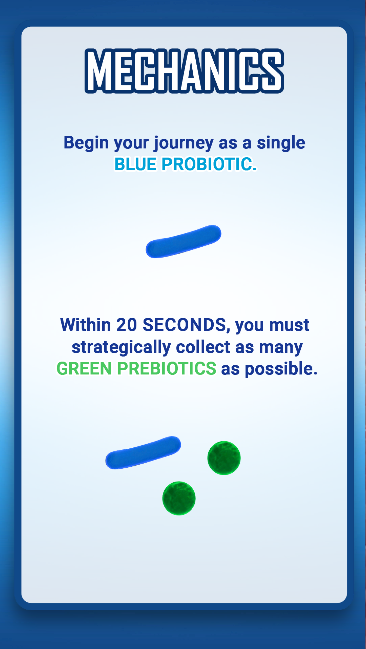 MECHANICS
Begin your journey as a single
BLUE PROBIOTIC.
Within 20 SECONDS, you must
strategically collect as many
GREEN PREBIOTICS as possible.